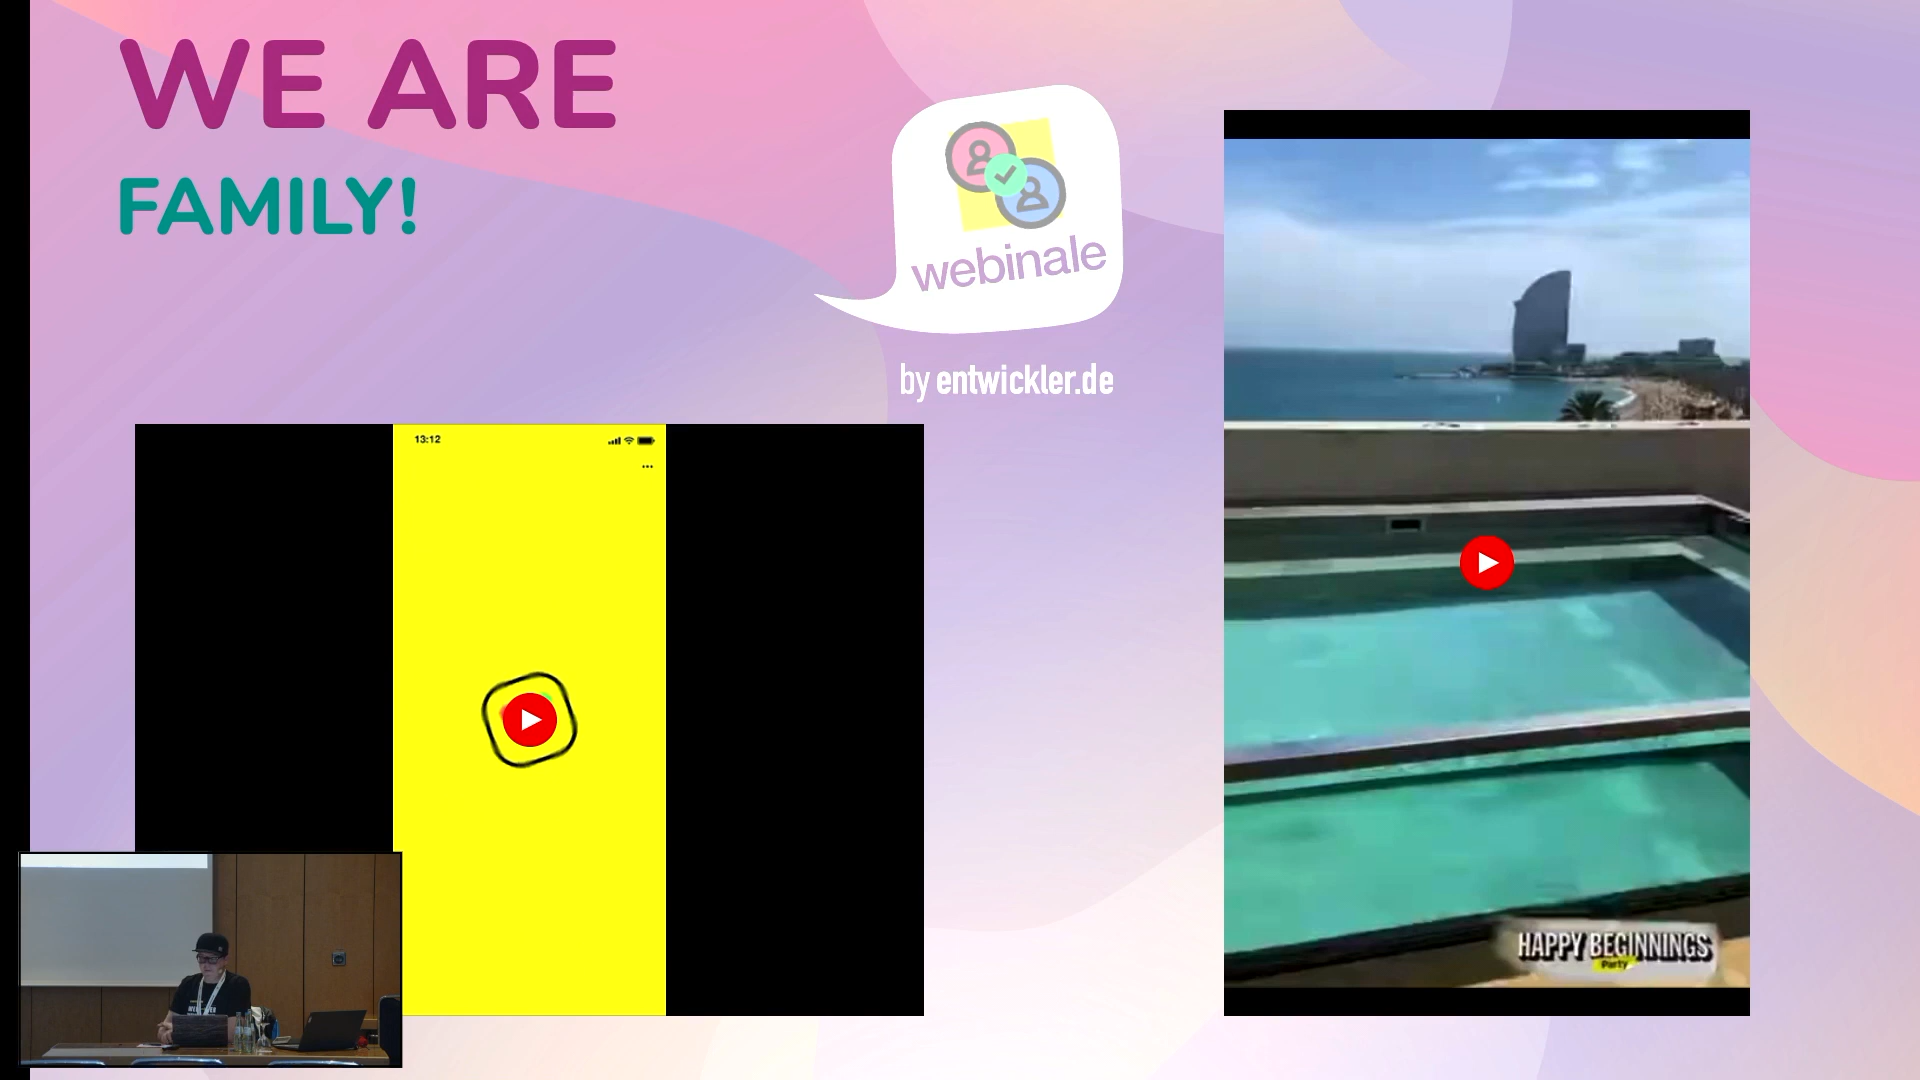 WE ARE
FAMILY!
webinale
by entwickler.de
13:12
HAPPY BEGINNINGS
Party